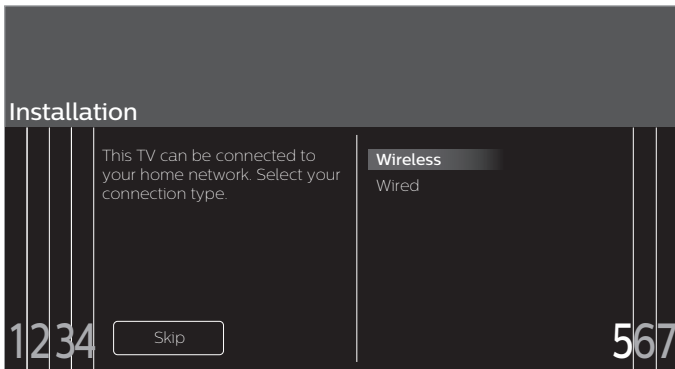 Installation
This TV can be connected to
your home network. Select your
connection type.
Wireless
Wired
Skip
1234
567